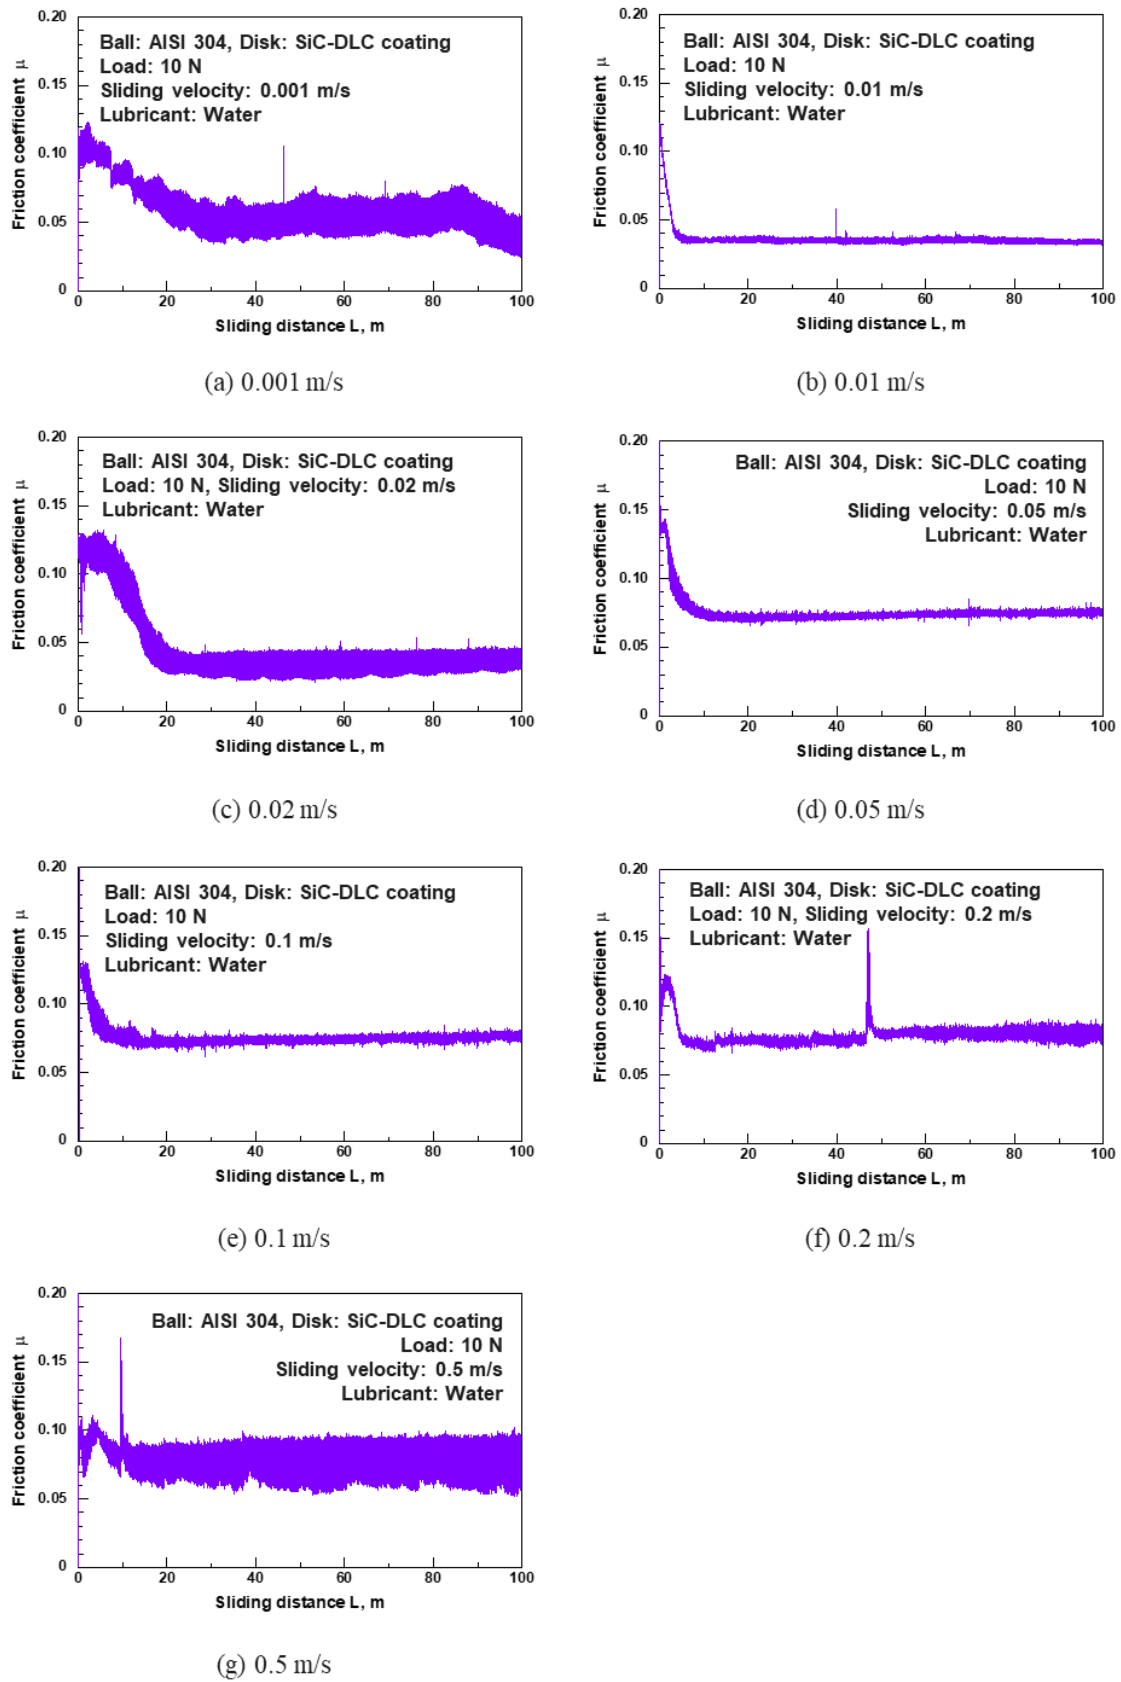 0.20
Ball: AISI 304, Disk: SiC-DLC coating
Load: 10 N
Sliding velocity: 0.001 m/s
Lubricant: Water
0.15
0.10
0.05
0
Friction coefficient μ
0 20 40 60 80 100
Sliding distance L, m
(a) 0.001 m/s
0.20
Ball: AISI 304, Disk: SiC-DLC coating
Load: 10 N
Sliding velocity: 0.01 m/s
Lubricant: Water
0.15
0.10
0.05
0
Friction coefficient μ
0 20 40 60 80 100
Sliding distance L, m
(b) 0.01 m/s
0.20
Ball: AISI 304, Disk: SiC-DLC coating
Load: 10 N, Sliding velocity: 0.02 m/s
Lubricant: Water
0.15
0.10
0.05
0
Friction coefficient μ
0 20 40 60 80 100
Sliding distance L, m
(c) 0.02 m/s
0.20
Ball: AISI 304, Disk: SiC-DLC coating
Load: 10 N
Sliding velocity: 0.05 m/s
Lubricant: Water
0.15
0.10
0.05
0
Friction coefficient μ
0 20 40 60 80 100
Sliding distance L, m
(d) 0.05 m/s
0.20
Ball: AISI 304, Disk: SiC-DLC coating
Load: 10 N
Sliding velocity: 0.1 m/s
Lubricant: Water
0.15
0.10
0.05
0
Friction coefficient μ
0 20 40 60 80 100
Sliding distance L, m
(e) 0.1 m/s
0.20
Ball: AISI 304, Disk: SiC-DLC coating
Load: 10 N, Sliding velocity: 0.2 m/s
Lubricant: Water
0.15
0.10
0.05
0
Friction coefficient μ
0 20 40 60 80 100
Sliding distance L, m
(f) 0.2 m/s
0.20
Ball: AISI 304, Disk: SiC-DLC coating
Load: 10 N
Sliding velocity: 0.5 m/s
Lubricant: Water
0.15
0.10
0.05
0
Friction coefficient μ
0 20 40 60 80 100
Sliding distance L, m
(g) 0.5 m/s